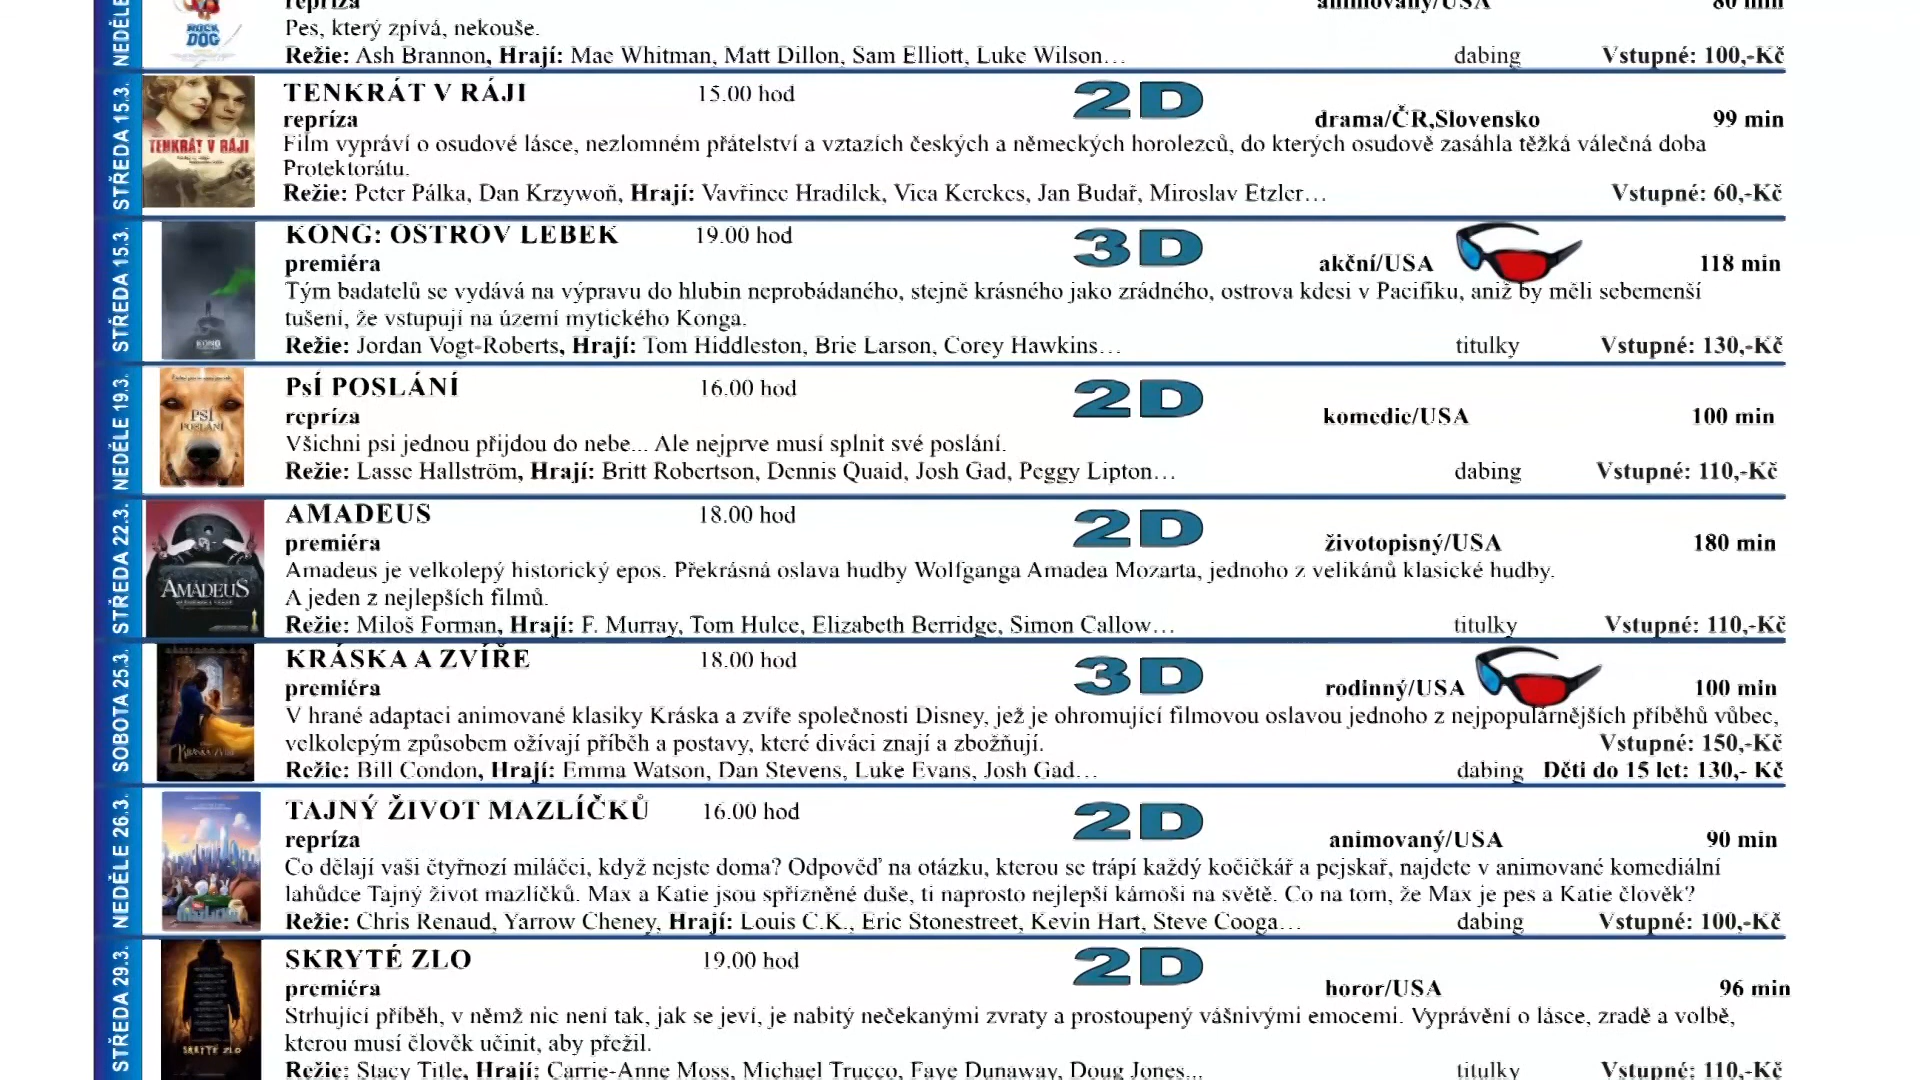 NEDĚLE
ROCK
DOG
repríza animovaný/USA 80 min
Pes, který zpívá, nekouše.
Režie: Ash Brannon, Hrají: Mae Whitman, Matt Dillon, Sam Elliott, Luke Wilson… dabing Vstupné: 100,-Kč
STŘEDA 15.3.
TENKRÁT V RÁJI
TENKRÁT V RÁJI 15.00 hod 2D
repríza drama/ČR,Slovensko 99 min
Film vypráví o osudové lásce, nezlomném přátelství a vztazích českých a německých horolezců, do kterých osudově zasáhla těžká válečná doba
Protektorátu.
Režie: Peter Pálka, Dan Krzywoň, Hrají: Vavřinec Hradilek, Vica Kerekes, Jan Budař, Miroslav Etzler… Vstupné: 60,-Kč
STŘEDA 15.3.
KONG
KONG: OSTROV LEBEK 19.00 hod 3D
premiéra akční/USA 118 min
Tým badatelů se vydává na výpravu do hlubin neprobádaného, stejně krásného jako zrádného, ostrova kdesi v Pacifiku, aniž by měli sebemenší
tušení, že vstupují na území mytického Konga.
Režie: Jordan Vogt-Roberts, Hrají: Tom Hiddleston, Brie Larson, Corey Hawkins… titulky Vstupné: 130,-Kč
NEDĚLE 19.3.
PSÍ
POSLÁNÍ
PsÍ POSLÁNÍ 16.00 hod 2D
repríza komedie/USA 100 min
Všichni psi jednou přijdou do nebe... Ale nejprve musí splnit své poslání.
Režie: Lasse Hallström, Hrají: Britt Robertson, Dennis Quaid, Josh Gad, Peggy Lipton… dabing Vstupné: 110,-Kč
STŘEDA 22.3.
AMADEUS
AMADEUS 18.00 hod 2D
premiéra životopisný/USA 180 min
Amadeus je velkolepý historický epos. Překrásná oslava hudby Wolfganga Amadea Mozarta, jednoho z velikánů klasické hudby.
A jeden z nejlepších filmů.
Režie: Miloš Forman, Hrají: F. Murray, Tom Hulce, Elizabeth Berridge, Simon Callow… titulky Vstupné: 110,-Kč
SOBOTA 25.3.
KRÁSKA A ZVÍŘE
KRÁSKA A ZVÍŘE 18.00 hod 3D
premiéra rodinný/USA 100 min
V hrané adaptaci animované klasiky Kráska a zvíře společnosti Disney, jež je ohromující filmovou oslavou jednoho z nejpopulárnějších příběhů vůbec,
velkolepým způsobem ožívají příběh a postavy, které diváci znají a zbožňují. Vstupné: 150,-Kč
Režie: Bill Condon, Hrají: Emma Watson, Dan Stevens, Luke Evans, Josh Gad… dabing Děti do 15 let: 130,- Kč
NEDĚLE 26.3.
TAJNÝ ŽIVOT MAZLÍČKŮ 16.00 hod 2D
repríza animovaný/USA 90 min
Co dělají vaši čtyřnozí miláčci, když nejste doma? Odpověď na otázku, kterou se trápí každý kočičkář a pejskař, najdete v animované komediální
lahůdce Tajný život mazlíčků. Max a Katie jsou spřízněné duše, ti naprosto nejlepší kámoši na světě. Co na tom, že Max je pes a Katie člověk?
Režie: Chris Renaud, Yarrow Cheney, Hrají: Louis C.K., Eric Stonestreet, Kevin Hart, Steve Cooga… dabing Vstupné: 100,-Kč
STŘEDA 29.3.
SKRYTÉ ZLO
SKRYTÉ ZLO 19.00 hod 2D
premiéra horor/USA 96 min
Strhující příběh, v němž nic není tak, jak se jeví, je nabitý nečekanými zvraty a prostoupený vášnivými emocemi. Vyprávění o lásce, zradě a volbě,
kterou musí člověk učinit, aby přežil.
Režie: Stacy Title, Hrají: Carrie-Anne Moss, Michael Trucco, Faye Dunaway, Doug Jones... titulky Vstupné: 110,-Kč